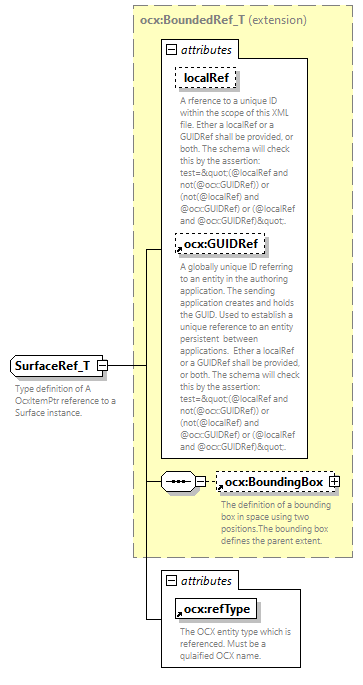 ocx:BoundedRef_T (extension)
attributes
localRef
A rference to a unique ID
within the scope of this XML
file. Ether a localRef or a
GUIDRef shall be provided, or
both. The schema will check
this by the assertion:
test=&quot;(@localRef and
not(@ocx:GUIDRef)) or
(not(@localRef) and
@ocx:GUIDRef) or (@localRef
and @ocx:GUIDRef)&quot;.
ocx:GUIDRef
A globally unique ID referring
to an entity in the authoring
application. The sending
application creates and holds
the GUID. Used to establish a
unique reference to an entity
persistent between
applications. Ether a localRef
or a GUIDRef shall be provided,
or both. The schema will check
this by the assertion:
test=&quot;(@localRef and
not(@ocx:GUIDRef)) or
(not(@localRef) and
@ocx:GUIDRef) or (@localRef
and @ocx:GUIDRef)&quot;.
SurfaceRef_T
Type definition of A
OcxItemPtr reference to a
Surface instance.
ocx:BoundingBox
The definition of a bounding
box in space using two
positions.The bounding box
defines the parent extent.
attributes
ocx:refType
The OCX entity type which is
referenced. Must be a
qulaified OCX name.